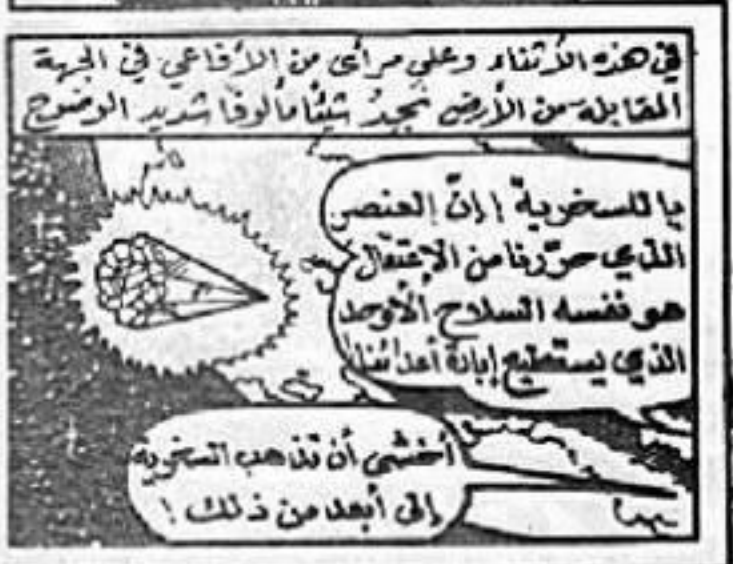 في هذه الأثناء وعلى مرأى من الأفاعي في الجهة
المقابلة من الأرض نجدُ شيئًا مألوفًا شديد الوضوح
يا للسخرية! إنّ العنصر
الذي حرّرنا من الإعتقال
هو نفسه السلاح الأوحد
الذي يستطيع إبادة أعدائنا
أخشى أن تذهب السخرية
إلى أبعد من ذلك!